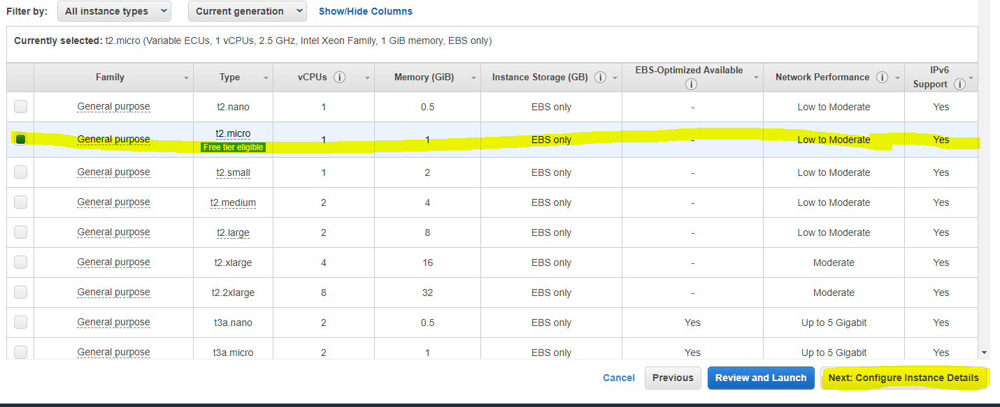 Filter by: All instance types Current generation Show/Hide Columns
Currently selected: t2.micro (Variable ECUs, 1 vCPUs, 2.5 GHz, Intel Xeon Family, 1 GiB memory, EBS only)
Family Type vCPUs i Memory (GiB) Instance Storage (GB) i EBS-Optimized Available i Network Performance i IPv6 Support i
General purpose t2.nano 1 0.5 EBS only - Low to Moderate Yes
General purpose t2.micro Free tier eligible 1 1 EBS only - Low to Moderate Yes
General purpose t2.small 1 2 EBS only - Low to Moderate Yes
General purpose t2.medium 2 4 EBS only - Low to Moderate Yes
General purpose t2.large 2 8 EBS only - Low to Moderate Yes
General purpose t2.xlarge 4 16 EBS only - Moderate Yes
General purpose t2.2xlarge 8 32 EBS only - Moderate Yes
General purpose t3a.nano 2 0.5 EBS only Yes Up to 5 Gigabit Yes
General purpose t3a.micro 2 1 EBS only Yes Up to 5 Gigabit Yes
Cancel Previous Review and Launch Next: Configure Instance Details